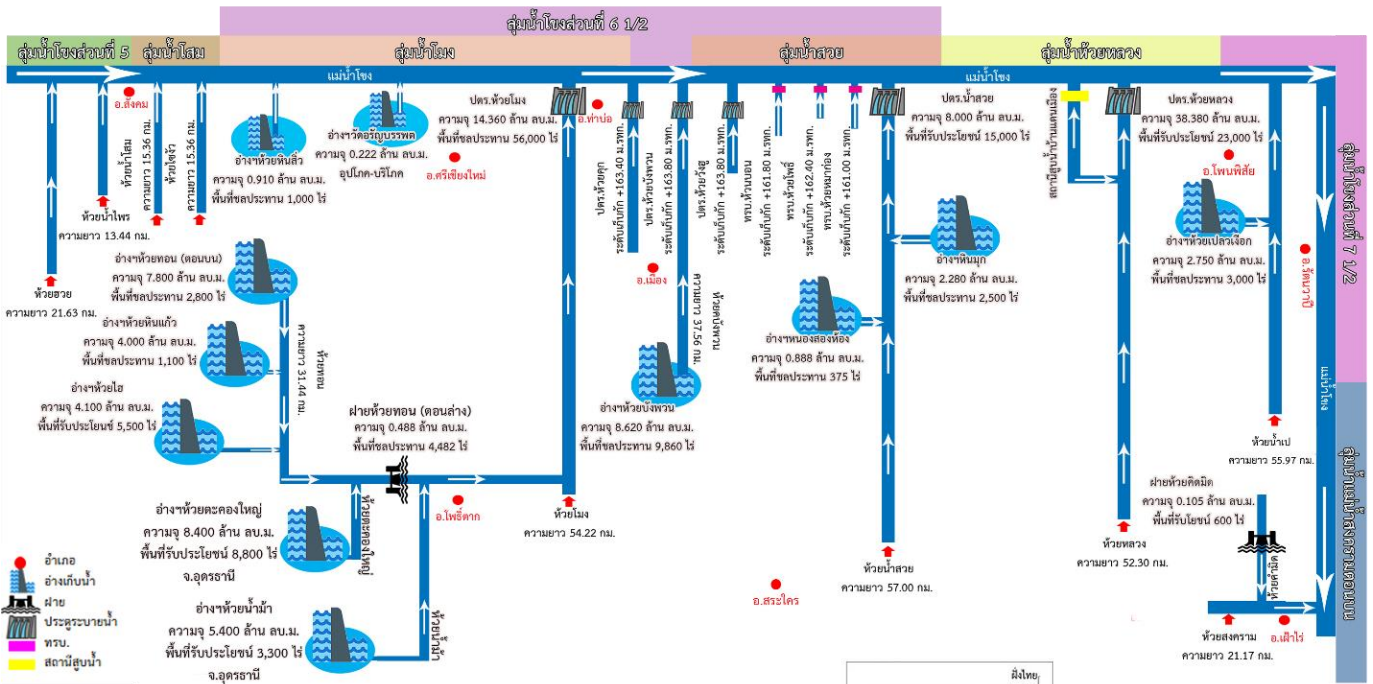 ลุ่มน้ำโขงส่วนที่ 6 1/2
ลุ่มน้ำโขงส่วนที่ 5
ลุ่มน้ำโสม
ลุ่มน้ำโมง
ลุ่มน้ำสวย
ลุ่มน้ำห้วยหลวง
แม่น้ำโขง
แม่น้ำโขง
อ.สังคม
ห้วยน้ำโสม
ความยาว 15.36 กม.
ความยาว 15.36 กม.
ห้วยน้ำไพร
ความยาว 13.44 กม.
ห้วยฮวย
ความยาว 21.63 กม.
อ่างฯห้วยหินสิ่ว
ความจุ 0.910 ล้าน ลบ.ม.
พื้นที่ชลประทาน 1,000 ไร่
อ่างฯวัดอรัญบรรพต
ความจุ 0.222 ล้าน ลบ.ม.
อุปโภค-บริโภค
อ.ศรีเชียงใหม่
ปตร.ห้วยโมง
ความจุ 14.360 ล้าน ลบ.ม.
พื้นที่ชลประทาน 56,000 ไร่
อ.ท่าบ่อ
ปตร.ห้วยคุก
ระดับเก็บกัก +163.40 ม.รทก.
ปตร.ห้วยบังพวน
ระดับเก็บกัก +163.80 ม.รทก.
ระดับเก็บกัก +163.80 ม.รทก.
ระดับเก็บกัก +161.80 ม.รทก.
ทรบ.ห้วยโพธิ์
ระดับเก็บกัก +162.40 ม.รทก.
ระดับเก็บกัก +161.00 ม.รทก.
ปตร.น้ำสวย
ความจุ 8.000 ล้าน ลบ.ม.
พื้นที่รับประโยชน์ 15,000 ไร่
ปตร.ห้วยหลวง
ความจุ 38.380 ล้าน ลบ.ม.
พื้นที่รับประโยชน์ 23,000 ไร่
อ.โพนพิสัย
ลุ่มน้ำโขงส่วนที่ 7 1/2
อ่างฯห้วยเปลวเงือก
ความจุ 2.750 ล้าน ลบ.ม.
พื้นที่ชลประทาน 3,000 ไร่
อ.รัตนวาปี
อ่างฯห้วยทอน (ตอนบน)
ความจุ 7.800 ล้าน ลบ.ม.
พื้นที่ชลประทาน 2,800 ไร่
อ่างฯห้วยหินแก้ว
ความจุ 4.000 ล้าน ลบ.ม.
พื้นที่ชลประทาน 1,100 ไร่
ห้วยทอน
ความยาว 31.44 กม.
อ่างฯห้วยไฮ
ความจุ 4.100 ล้าน ลบ.ม.
พื้นที่รับประโยนช์ 5,500 ไร่
ฝายห้วยทอน (ตอนล่าง)
ความจุ 0.488 ล้าน ลบ.ม.
พื้นที่ชลประทาน 4,482 ไร่
อ.เมือง
ความยาว 37.56 กม.
อ่างฯห้วยบังพวน
ความจุ 8.620 ล้าน ลบ.ม.
พื้นที่ชลประทาน 9,860 ไร่
อ่างฯหินมุก
ความจุ 2.280 ล้าน ลบ.ม.
พื้นที่ชลประทาน 2,500 ไร่
อ่างฯหนองสองห้อง
ความจุ 0.888 ล้าน ลบ.ม.
พื้นที่ชลประทาน 375 ไร่
แม่น้ำโขง
ห้วยน้ำเป
ความยาว 55.97 กม.
อ่างฯห้วยตะคองใหญ่
ความจุ 8.400 ล้าน ลบ.ม.
พื้นที่รับประโยชน์ 8,800 ไร่
จ.อุดรธานี
ห้วยตะคองใหญ่
อ.โพธิ์ตาก
ห้วยโมง
ความยาว 54.22 กม.
ห้วยน้ำสวย
ความยาว 57.00 กม.
ห้วยหลวง
ความยาว 52.30 กม.
ฝายห้วยคิดมิด
ความจุ 0.105 ล้าน ลบ.ม.
พื้นที่รับโยชน์ 600 ไร่
ห้วยคำมิด
อ.สระใคร
อ่างฯห้วยน้ำม้า
ความจุ 5.400 ล้าน ลบ.ม.
พื้นที่รับประโยชน์ 3,300 ไร่
จ.อุดรธานี
ห้วยน้ำม้า
ห้วยสงคราม
ความยาว 21.17 กม.
อ.เฝ้าไร่
อำเภอ
อ่างเก็บน้ำ
ฝาย
ประตูระบายน้ำ
ทรบ.
สถานีสูบน้ำ
ฝั่งไทย